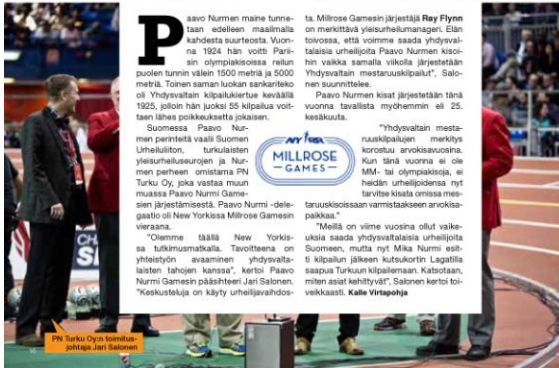 Paavo Nurmen maine tunne-
taan edelleen maailmalla
kahdesta suurteosta. Vuon-
na 1924 hän voitti Parii-
sin olympiakisoissa reilun
puolen tunnin välein 1500 metriä ja 5000
metriä. Toinen saman luokan sankariteko
oli Yhdysvaltain kilpailukiertue keväällä
1925, jolloin hän juoksi 55 kilpailua voit-
taen lähes poikkeuksetta jokaisen.
Suomessa Paavo Nur-
men perinteitä vaalii Suomen
Urheiluliiton, turkulaisten
yleisurheiluseurojen ja Nur-
men perheen omistama PN
Turku Oy, joka vastaa muun
muassa Paavo Nurmi Game-
sien järjestämisestä. Paavo Nurmi -dele-
gaatio oli New Yorkissa Millrose Gamesin
vieraana.
"Olemme täällä New Yorkis-
sa tutkimusmatkalla. Tavoitteena on
yhteistyön avaaminen yhdysvalta-
laisten tahojen kanssa", kertoi Paavo
Nurmi Gamesin pääsihteeri Jari Salonen.
"Keskusteluja on käyty urheilijavaihdos-
ta. Millrose Gamesin järjestäjä Ray Flynn
on merkittävä yleisurheilumanageri. Elän
toivossa, että voimme saada yhdysval-
talaisia urheilijoita Paavo Nurmen kisoi-
hin vaikka samalla viikolla järjestetään
Yhdysvaltain mestaruuskilpailut", Salo-
nen suunnittelee.
Paavo Nurmen kisat järjestetään tänä
vuonna tavallista myöhemmin eli 25.
kesäkuuta.
"Yhdysvaltain mesta-
ruuskilpailujen merkitys
korostuu arvokisavuosina.
Kun tänä vuonna ei ole
MM- tai olympiakisoja, ei
heidän urheilijoidensa nyt
tarvitse kisata omissa mes-
taruuskisoissaan varmistaakseen arvokisa-
paikkaa."
"Meillä on viime vuosina ollut vaike-
uksia saada yhdysvaltalaisia urheilijoita
Suomeen, mutta nyt Mika Nurmi esit-
ti kilpailun jälkeen kutsukortin Lagatilla
saapua Turkuun kilpailemaan. Katsotaan,
miten asiat kehittyvät", Salonen kertoi toi-
veikkaasti. Kalle Virtapohja
MILLROSE
GAMES
PN Turku Oy:n toimitus-
johtaja Jari Salonen